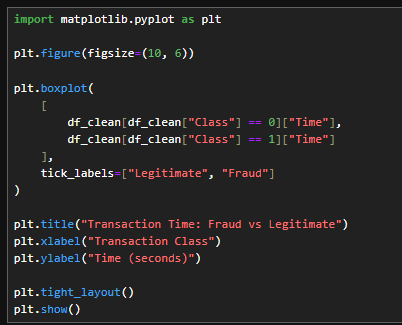 import matplotlib.pyplot as plt
plt.figure(figsize=(10, 6))
plt.boxplot(
    [
        df_clean[df_clean["Class"] == 0]["Time"],
        df_clean[df_clean["Class"] == 1]["Time"]
    ],
    tick_labels=["Legitimate", "Fraud"]
)
plt.title("Transaction Time: Fraud vs Legitimate")
plt.xlabel("Transaction Class")
plt.ylabel("Time (seconds)")
plt.tight_layout()
plt.show()